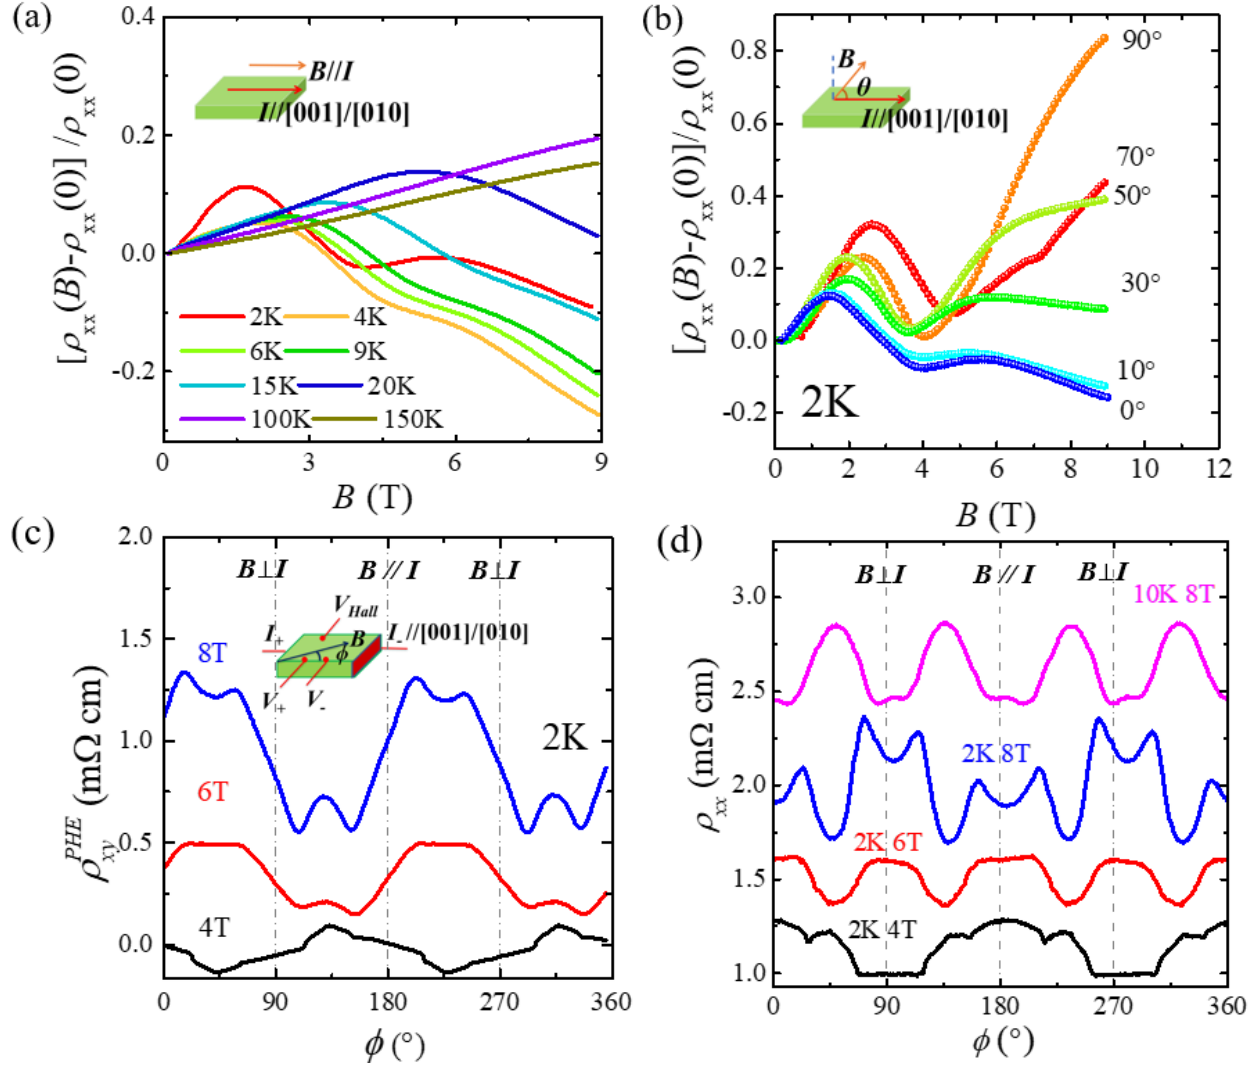 (a)
[ρxx(B)-ρxx(0)] /ρxx(0)
0.4
0.2
0.0
-0.2
B//I
I//[001]/[010]
2K 4K
6K 9K
15K 20K
100K 150K
0 3 6 9
B (T)
(b)
[ρxx(B)-ρxx(0)]/ρxx(0)
0.8
0.6
0.4
0.2
0.0
-0.2
B
θ
I//[001]/[010]
90°
70°
50°
30°
10°
0°
2K
0 2 4 6 8 10 12
B (T)
(c)
ρxy^PHE (mΩ cm)
2.0
1.5
1.0
0.5
0.0
B⊥I B // I B⊥I
VHall
I+ B I- //[001]/[010]
ϕ
V+ V-
8T
2K
6T
4T
0 90 180 270 360
ϕ (°)
(d)
ρxx (mΩ cm)
3.0
2.5
2.0
1.5
1.0
B⊥I B // I B⊥I
10K 8T
2K 8T
2K 6T
2K 4T
0 90 180 270 360
ϕ (°)